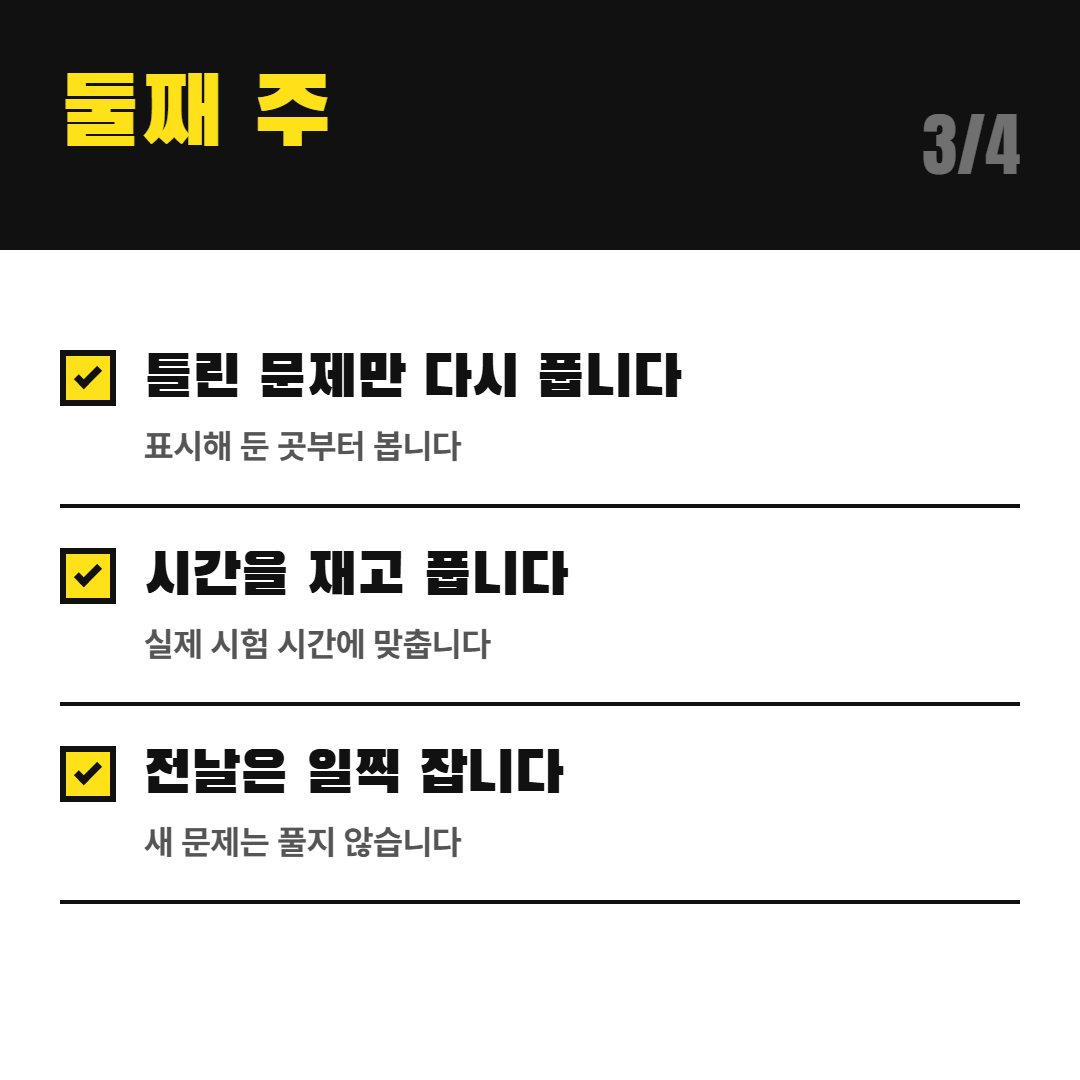 둘째 주
3/4
틀린 문제만 다시 풉니다
표시해 둔 곳부터 봅니다
시간을 재고 풉니다
실제 시험 시간에 맞춥니다
전날은 일찍 잡니다
새 문제는 풀지 않습니다